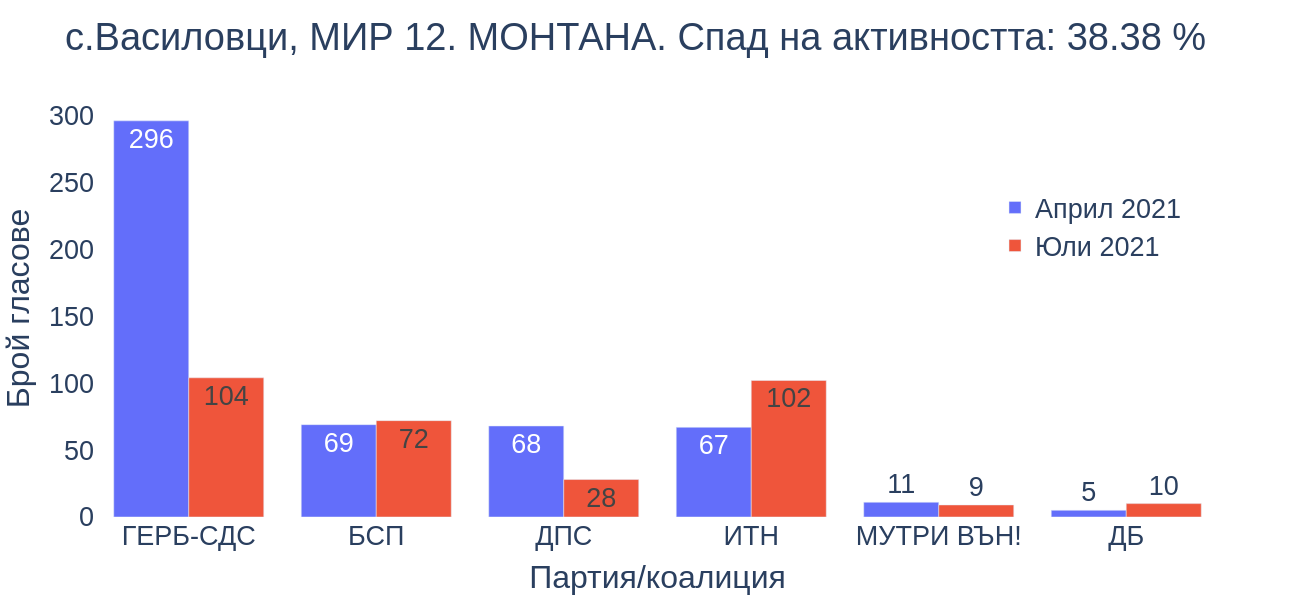 с.Василовци, МИР 12. МОНТАНА. Спад на активността: 38.38 %
300
250
200
150
100
50
0
Брой гласове
296
104
69
72
68
28
67
102
11
9
5
10
Април 2021
Юли 2021
ГЕРБ-СДС
БСП
ДПС
ИТН
МУТРИ ВЪН!
ДБ
Партия/коалиция